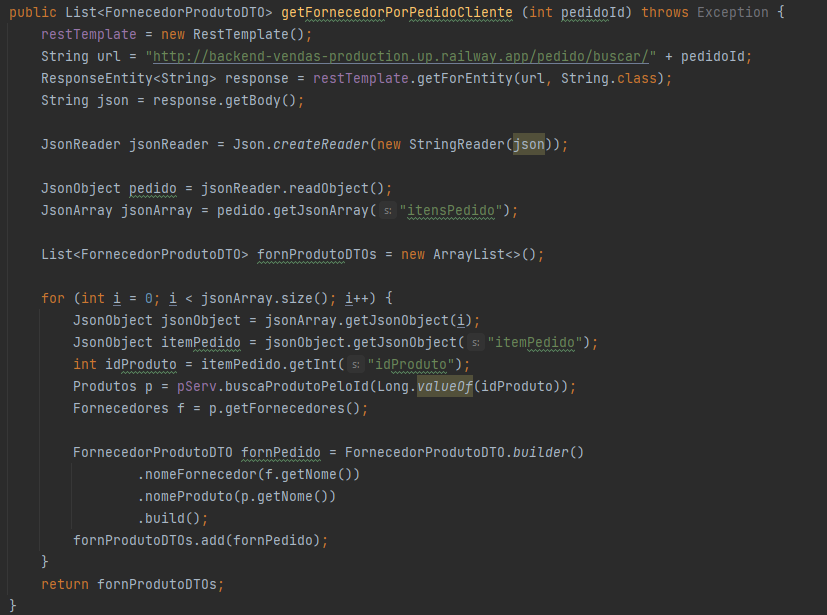 public List<FornecedorProdutoDTO> getFornecedorPorPedidoCliente (int pedidoId) throws Exception {
    restTemplate = new RestTemplate();
    String url = "http://backend-vendas-production.up.railway.app/pedido/buscar/" + pedidoId;
    ResponseEntity<String> response = restTemplate.getForEntity(url, String.class);
    String json = response.getBody();

    JsonReader jsonReader = Json.createReader(new StringReader(json));

    JsonObject pedido = jsonReader.readObject();
    JsonArray jsonArray = pedido.getJsonArray( s: "itensPedido");

    List<FornecedorProdutoDTO> fornProdutoDTOs = new ArrayList<>();

    for (int i = 0; i < jsonArray.size(); i++) {
        JsonObject jsonObject = jsonArray.getJsonObject(i);
        JsonObject itemPedido = jsonObject.getJsonObject( s: "itemPedido");
        int idProduto = itemPedido.getInt( s: "idProduto");
        Produtos p = pServ.buscaProdutoPeloId(Long.valueOf(idProduto));
        Fornecedores f = p.getFornecedores();

        FornecedorProdutoDTO fornPedido = FornecedorProdutoDTO.builder()
                .nomeFornecedor(f.getNome())
                .nomeProduto(p.getNome())
                .build();
        fornProdutoDTOs.add(fornPedido);
    }
    return fornProdutoDTOs;
}